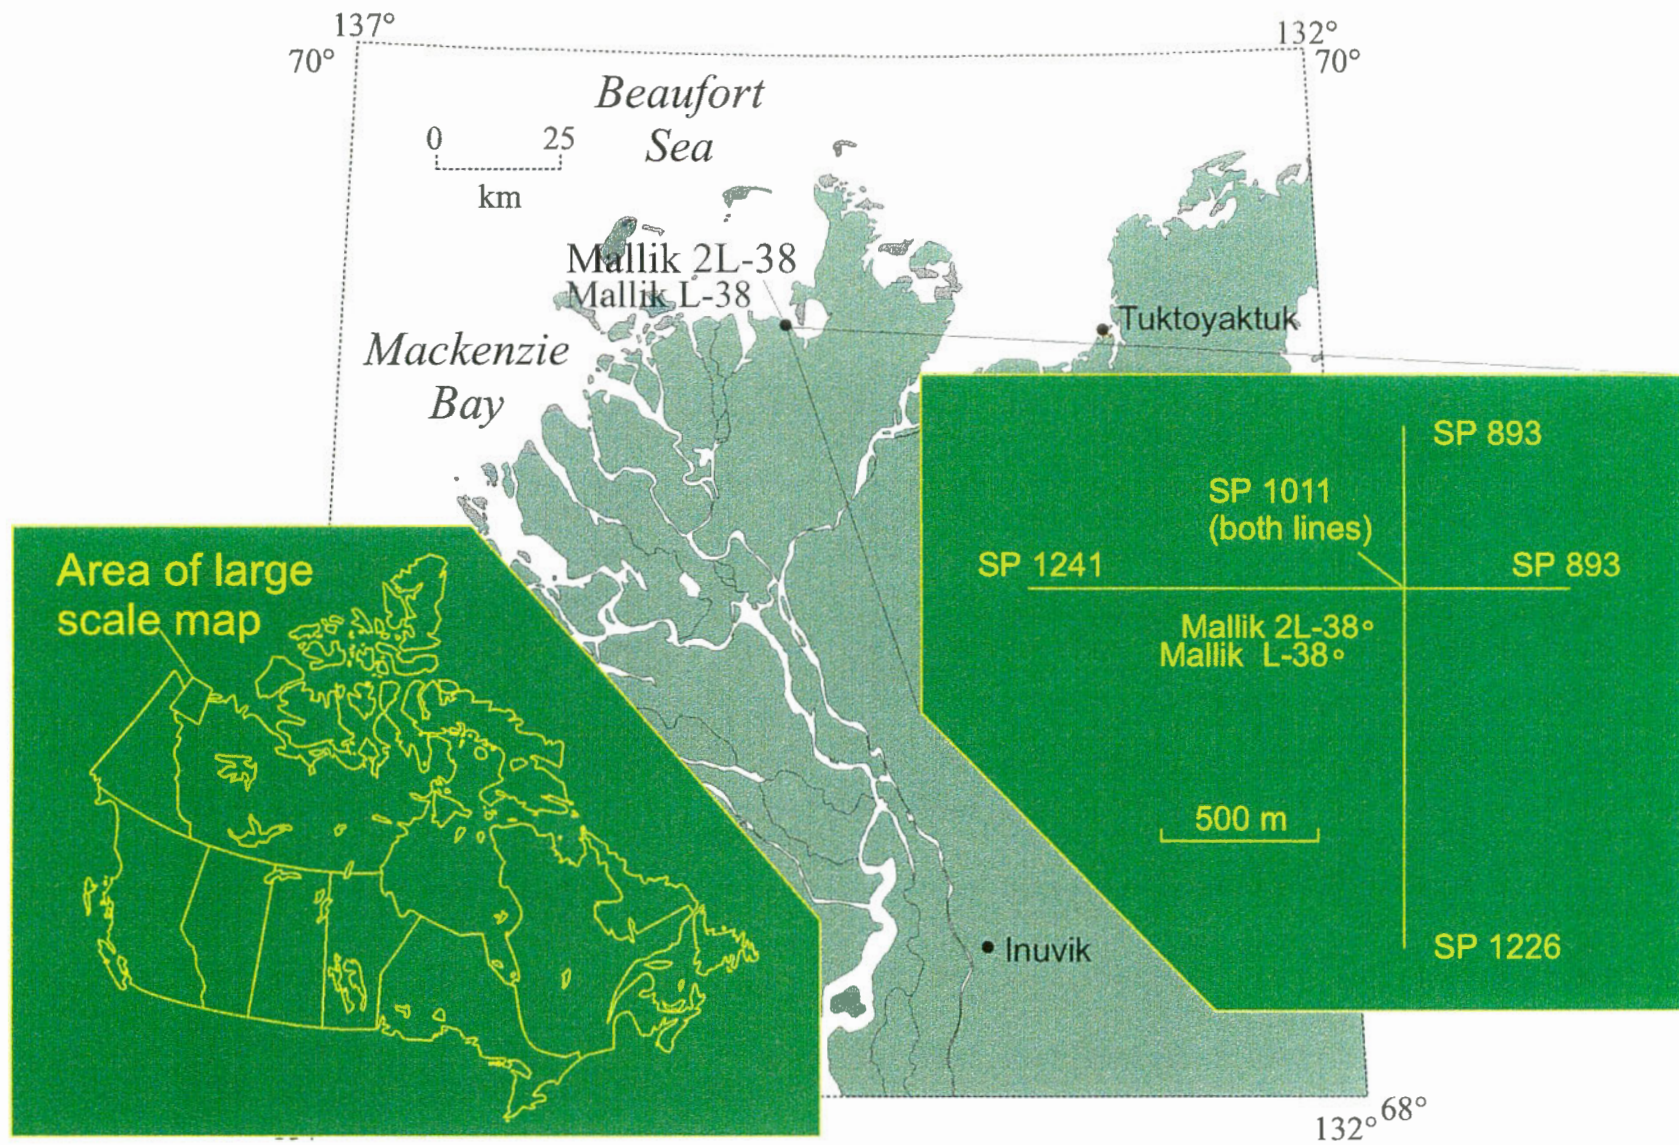 137°
132°
70°
70°
Beaufort
Sea
0 25
km
Mallik 2L-38
Mallik L-38
Tuktoyaktuk
Mackenzie
Bay
SP 893
SP 1011
(both lines)
SP 1241
SP 893
Mallik 2L-38
Mallik L-38
500 m
SP 1226
Area of large
scale map
Inuvik
132°
68°